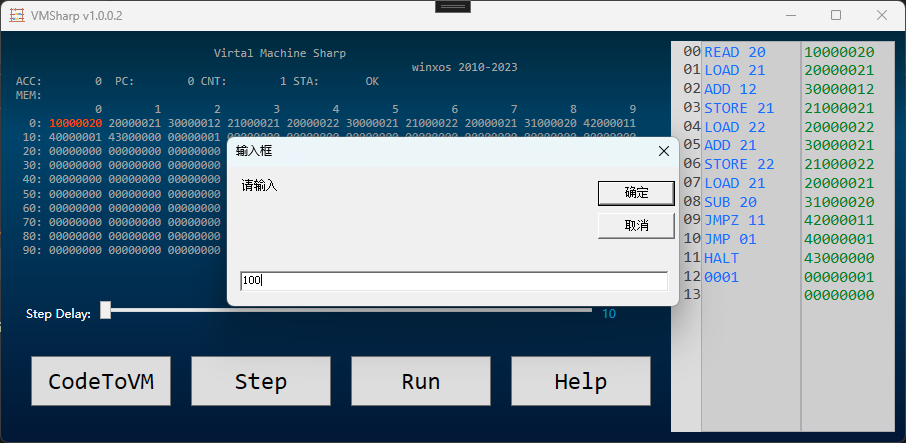 VMSharp v1.0.0.2
Virtal Machine Sharp
winxos 2010-2023
ACC: 0 PC: 0 CNT: 1 STA: OK
MEM:
0 1 2 3 4 5 6 7 8 9
0: 10000020 20000021 30000012 21000021 20000022 30000021 21000022 20000021 31000020 42000011
10: 40000001 43000000 00000001 00000000 00000000 00000000 00000000 00000000 00000000 00000000
20: 00000000 00000000 00000000
30: 00000000 00000000 00000000
40: 00000000 00000000 00000000
50: 00000000 00000000 00000000
60: 00000000 00000000 00000000
70: 00000000 00000000 00000000
80: 00000000 00000000 00000000
90: 00000000 00000000 00000000
输入框
请输入
确定
取消
100
Step Delay: 10
CodeToVM Step Run Help
00 READ 20 10000020
01 LOAD 21 20000021
02 ADD 12 30000012
03 STORE 21 21000021
04 LOAD 22 20000022
05 ADD 21 30000021
06 STORE 22 21000022
07 LOAD 21 20000021
08 SUB 20 31000020
09 JMPZ 11 42000011
10 JMP 01 40000001
11 HALT 43000000
12 0001 00000001
13 00000000